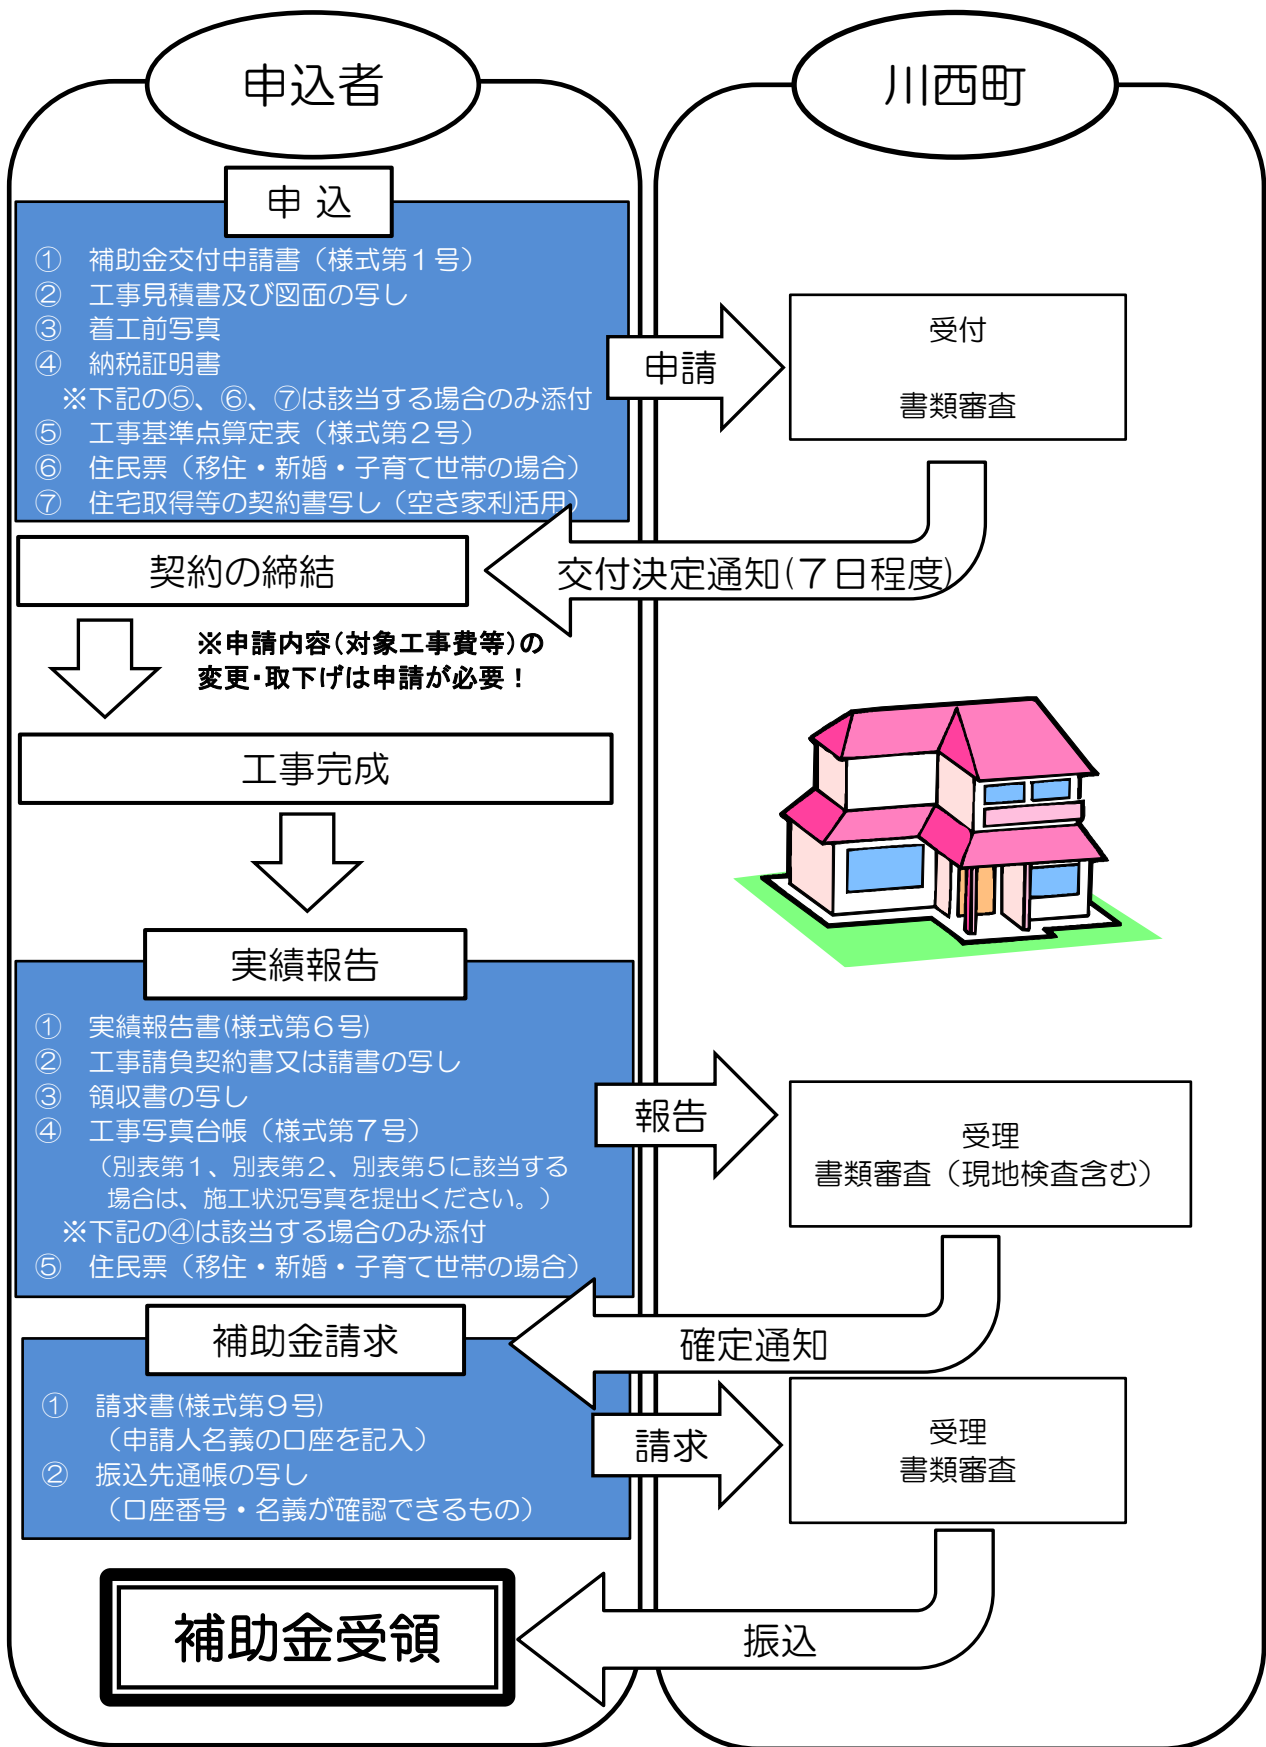 申込者
川西町
申 込
① 補助金交付申請書（様式第１号）
② 工事見積書及び図面の写し
③ 着工前写真
④ 納税証明書
※下記の⑤、⑥、⑦は該当する場合のみ添付
⑤ 工事基準点算定表（様式第２号）
⑥ 住民票（移住・新婚・子育て世帯の場合）
⑦ 住宅取得等の契約書写し（空き家利活用）
申請
受付
書類審査
交付決定通知(７日程度)
契約の締結
※申請内容(対象工事費等)の
変更・取下げは申請が必要！
工事完成
実績報告
① 実績報告書(様式第６号)
② 工事請負契約書又は請書の写し
③ 領収書の写し
④ 工事写真台帳（様式第７号）
（別表第１、別表第２、別表第５に該当する
場合は、施工状況写真を提出ください。）
※下記の④は該当する場合のみ添付
⑤ 住民票（移住・新婚・子育て世帯の場合）
報告
受理
書類審査（現地検査含む）
確定通知
補助金請求
① 請求書(様式第９号)
（申請人名義の口座を記入）
② 振込先通帳の写し
（口座番号・名義が確認できるもの）
請求
受理
書類審査
振込
補助金受領